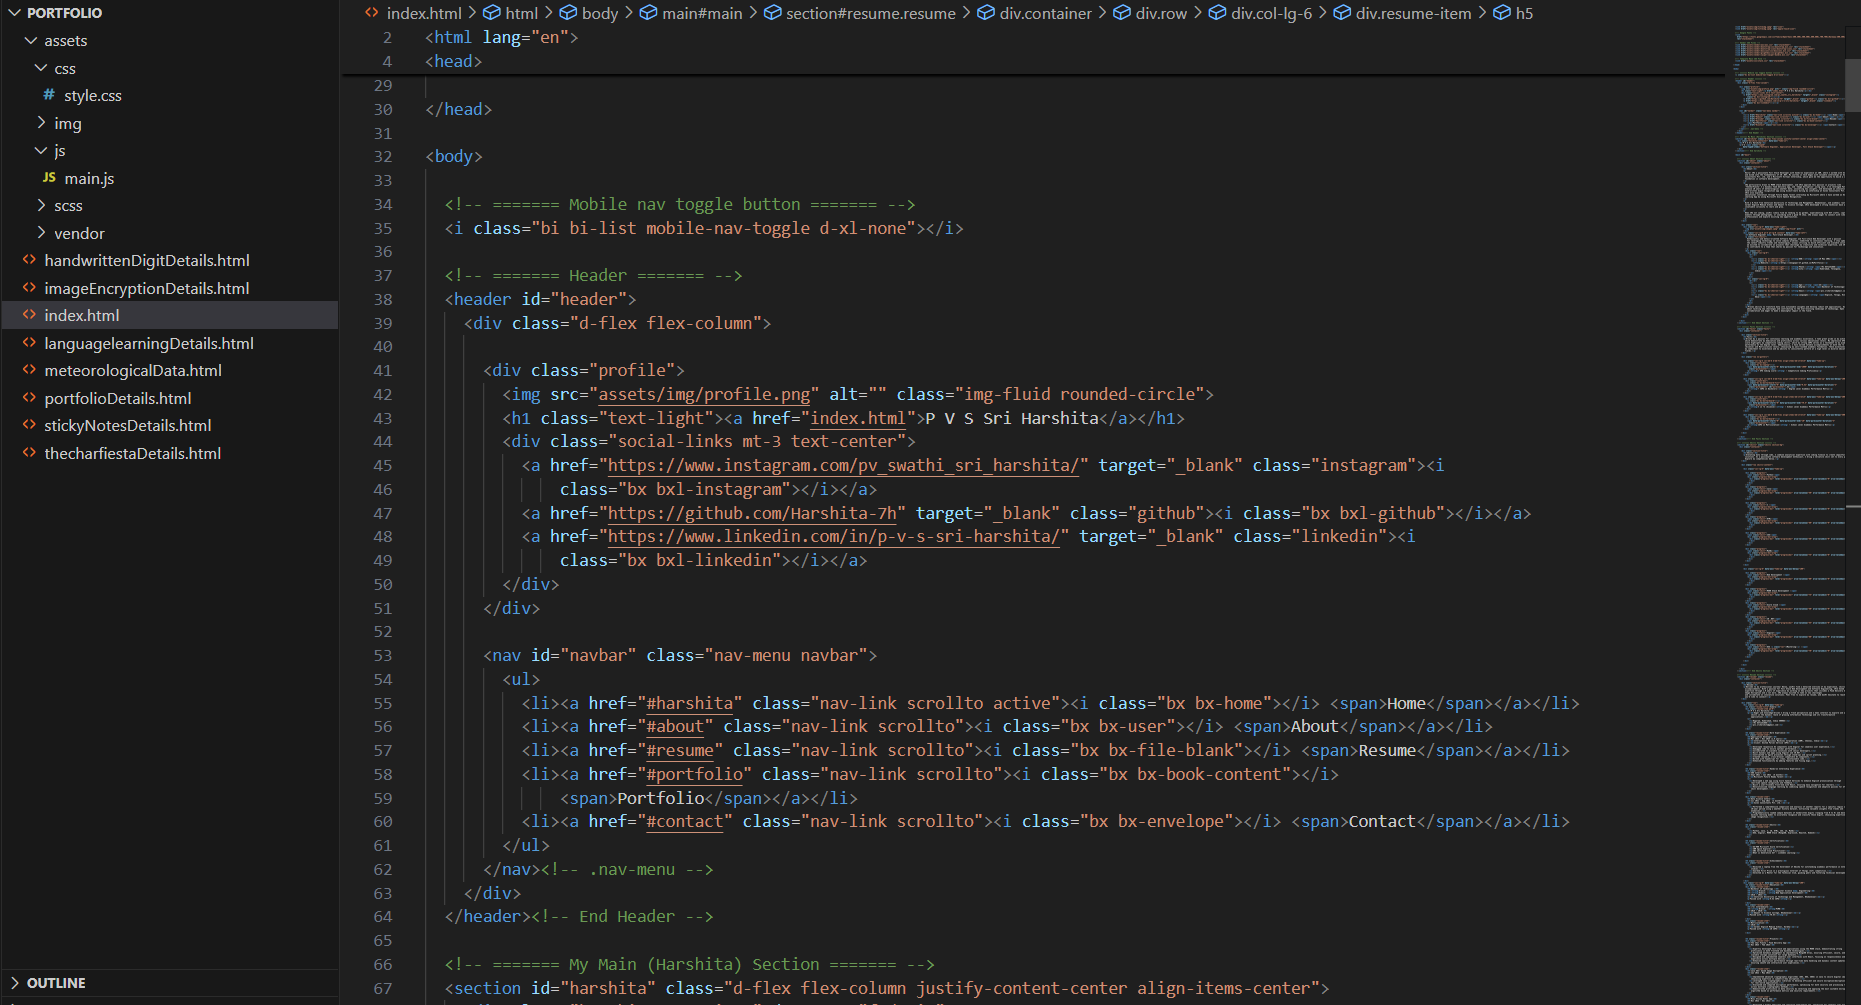 PORTFOLIO
assets
css
# style.css
img
js
JS main.js
scss
vendor
<> handwrittenDigitDetails.html
<> imageEncryptionDetails.html
<> index.html
<> languagelearningDetails.html
<> meteorologicalData.html
<> portfolioDetails.html
<> stickyNotesDetails.html
<> thecharfiestaDetails.html
OUTLINE
<> index.html > html > body > main#main > section#resume.resume > div.container > div.row > div.col-lg-6 > div.resume-item > h5
2 <html lang="en">
4 <head>
29
30 </head>
31
32 <body>
33
34 <!-- ======= Mobile nav toggle button ======= -->
35 <i class="bi bi-list mobile-nav-toggle d-xl-none"></i>
36
37 <!-- ======= Header ======= -->
38 <header id="header">
39 <div class="d-flex flex-column">
40
41 <div class="profile">
42 <img src="assets/img/profile.png" alt="" class="img-fluid rounded-circle">
43 <h1 class="text-light"><a href="index.html">P V S Sri Harshita</a></h1>
44 <div class="social-links mt-3 text-center">
45 <a href="https://www.instagram.com/pv_swathi_sri_harshita/" target="_blank" class="instagram"><i
46 class="bx bxl-instagram"></i></a>
47 <a href="https://github.com/Harshita-7h" target="_blank" class="github"><i class="bx bxl-github"></i></a>
48 <a href="https://www.linkedin.com/in/p-v-s-sri-harshita/" target="_blank" class="linkedin"><i
49 class="bx bxl-linkedin"></i></a>
50 </div>
51 </div>
52
53 <nav id="navbar" class="nav-menu navbar">
54 <ul>
55 <li><a href="#harshita" class="nav-link scrollto active"><i class="bx bx-home"></i> <span>Home</span></a></li>
56 <li><a href="#about" class="nav-link scrollto"><i class="bx bx-user"></i> <span>About</span></a></li>
57 <li><a href="#resume" class="nav-link scrollto"><i class="bx bx-file-blank"></i> <span>Resume</span></a></li>
58 <li><a href="#portfolio" class="nav-link scrollto"><i class="bx bx-book-content"></i>
59 <span>Portfolio</span></a></li>
60 <li><a href="#contact" class="nav-link scrollto"><i class="bx bx-envelope"></i> <span>Contact</span></a></li>
61 </ul>
62 </nav><!-- .nav-menu -->
63 </div>
64 </header><!-- End Header -->
65
66 <!-- ======= My Main (Harshita) Section ======= -->
67 <section id="harshita" class="d-flex flex-column justify-content-center align-items-center">